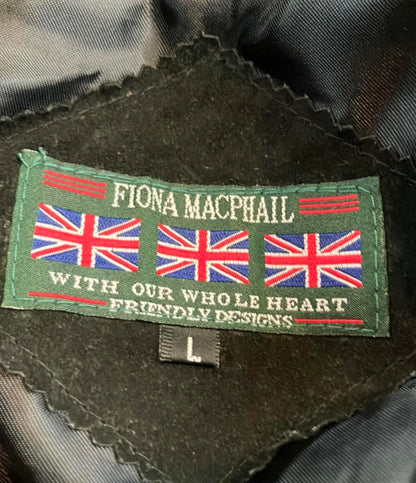 FIONA MACPHAIL
WITH OUR WHOLE HEART
FRIENDLY DESIGNS
L